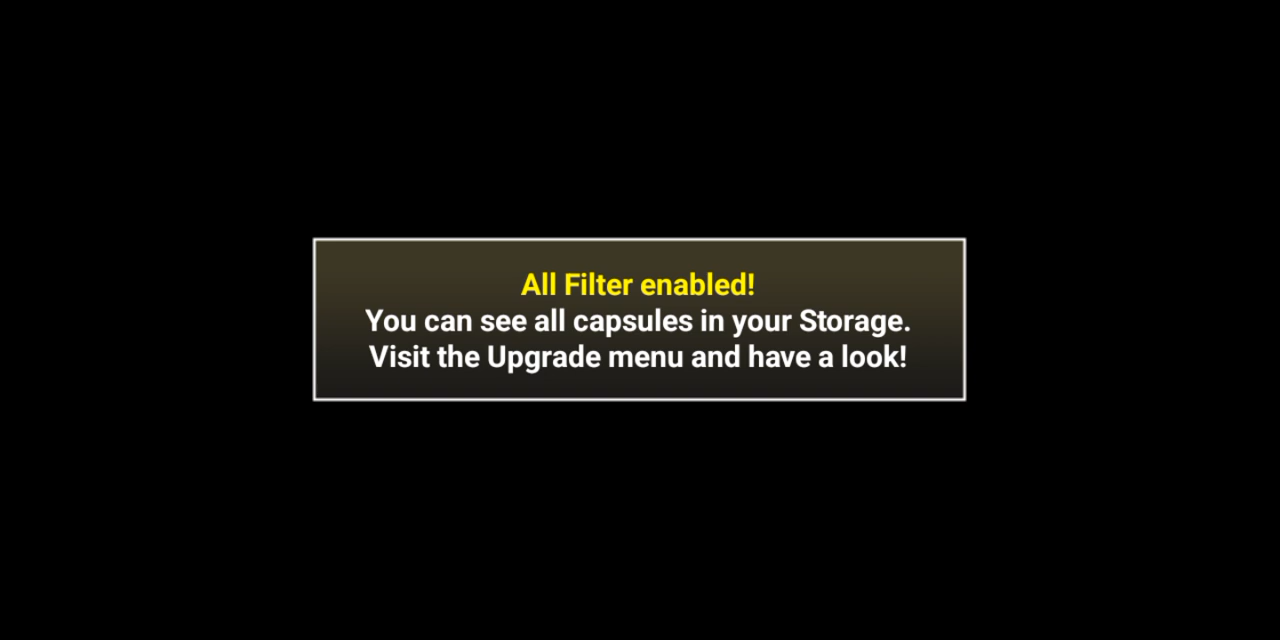 All Filter enabled!
You can see all capsules in your Storage.
Visit the Upgrade menu and have a look!